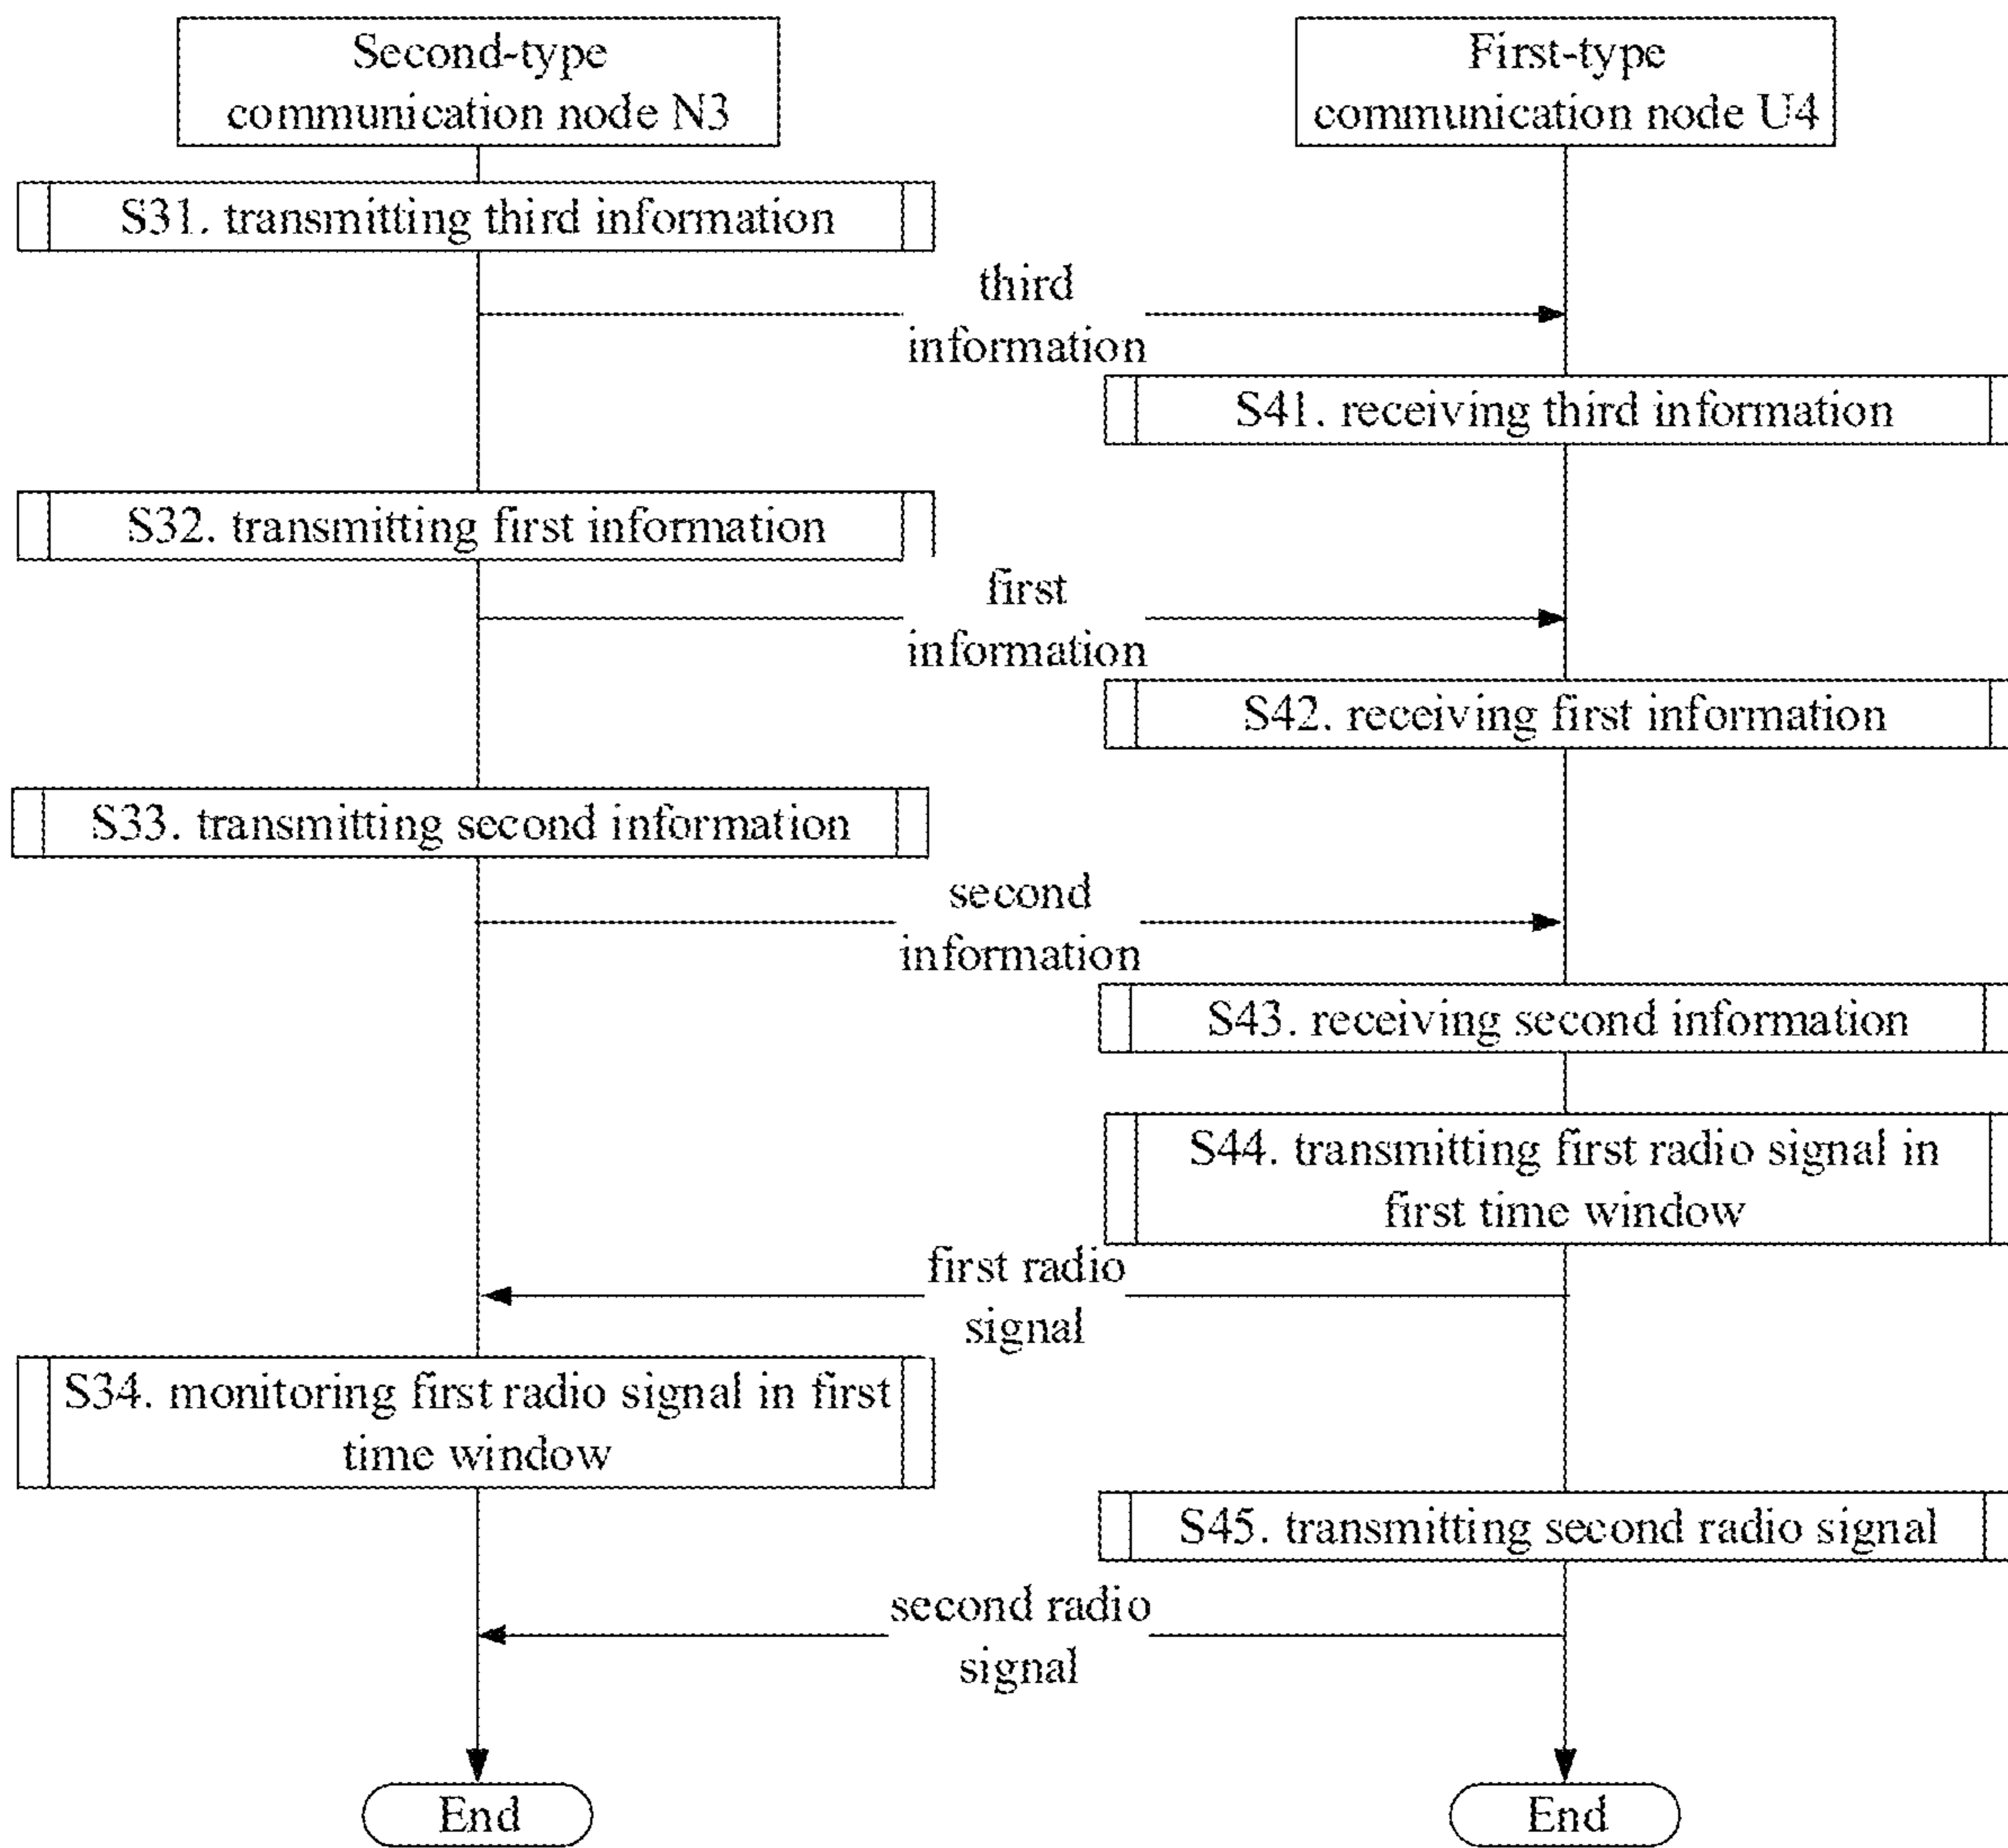 Second-type
communication node N3
First-type
communication node U4
S31. transmitting third information
third
information
S41. receiving third information
S32. transmitting first information
first
information
S42. receiving first information
S33. transmitting second information
second
information
S43. receiving second information
S44. transmitting first radio signal in
first time window
first radio
signal
S34. monitoring first radio signal in first
time window
S45. transmitting second radio signal
second radio
signal
End
End